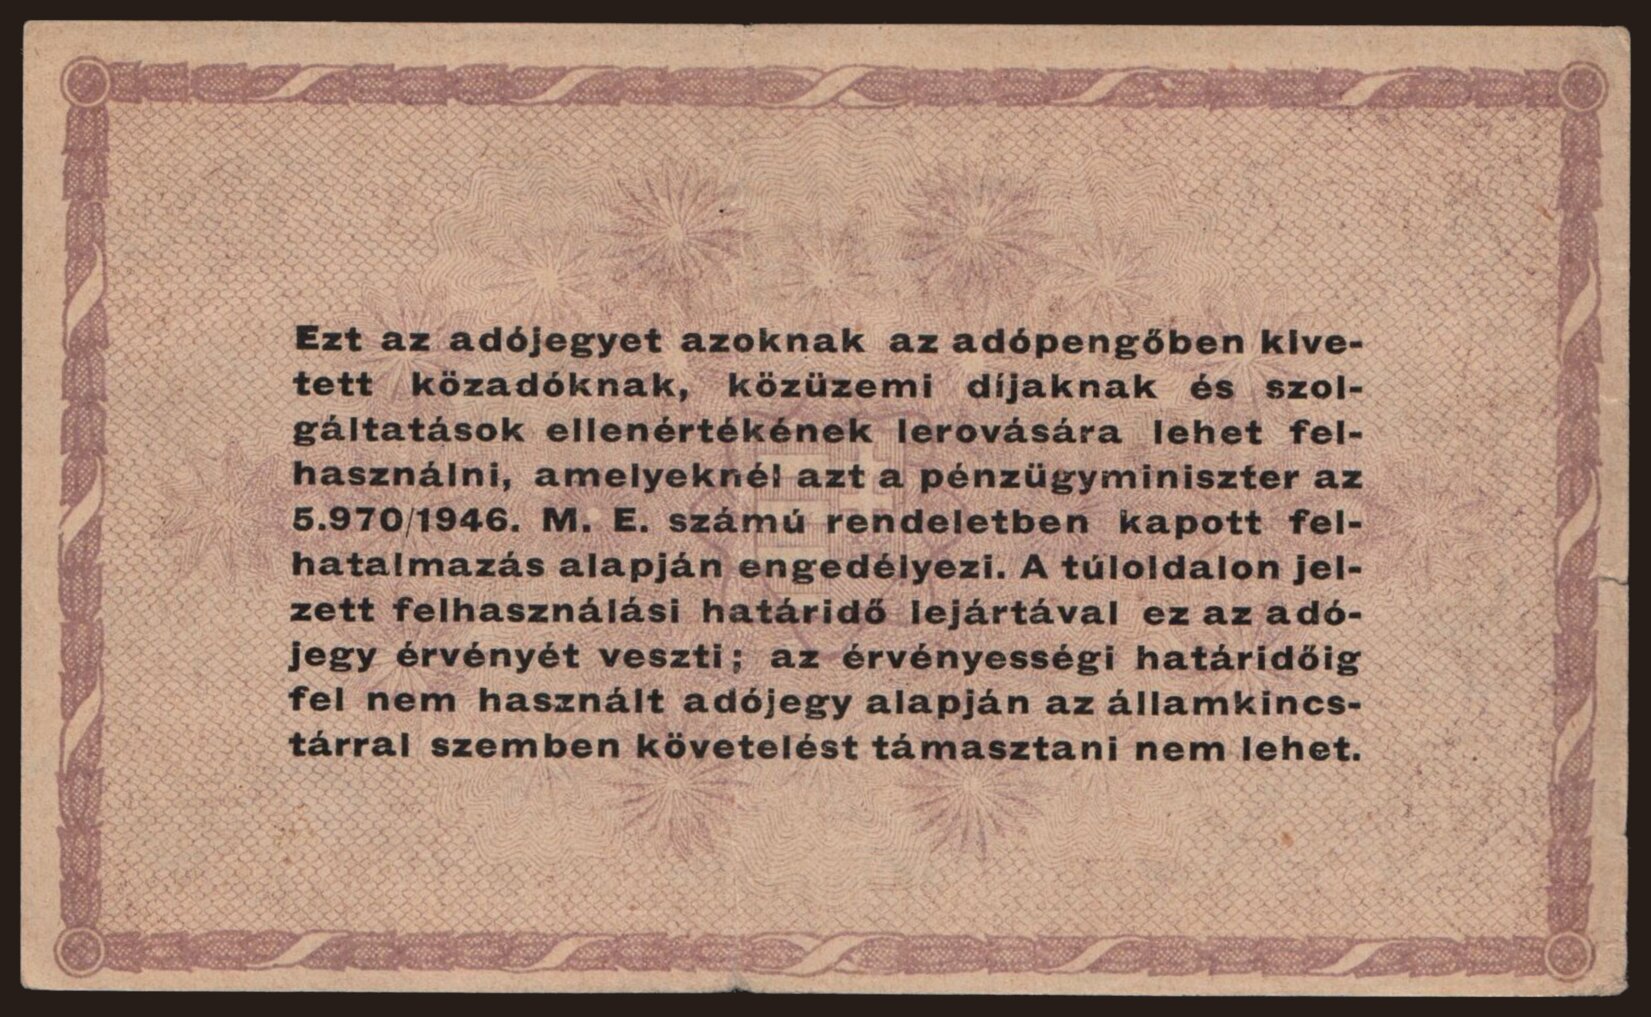 Ezt az adójegyet azoknak az adópengőben kive-
tett közadóknak, közüzemi díjaknak és szol-
gáltatások ellenértékének lerovására lehet fel-
használni, amelyeknél azt a pénzügyminiszter az
5.970/1946. M. E. számú rendeletben kapott fel-
hatalmazás alapján engedélyezi. A túloldalon jel-
zett felhasználási határidő lejártával ez az adó-
jegy érvényét veszti; az érvényességi határidőig
fel nem használt adójegy alapján az államkincs-
tárral szemben követelést támasztani nem lehet.